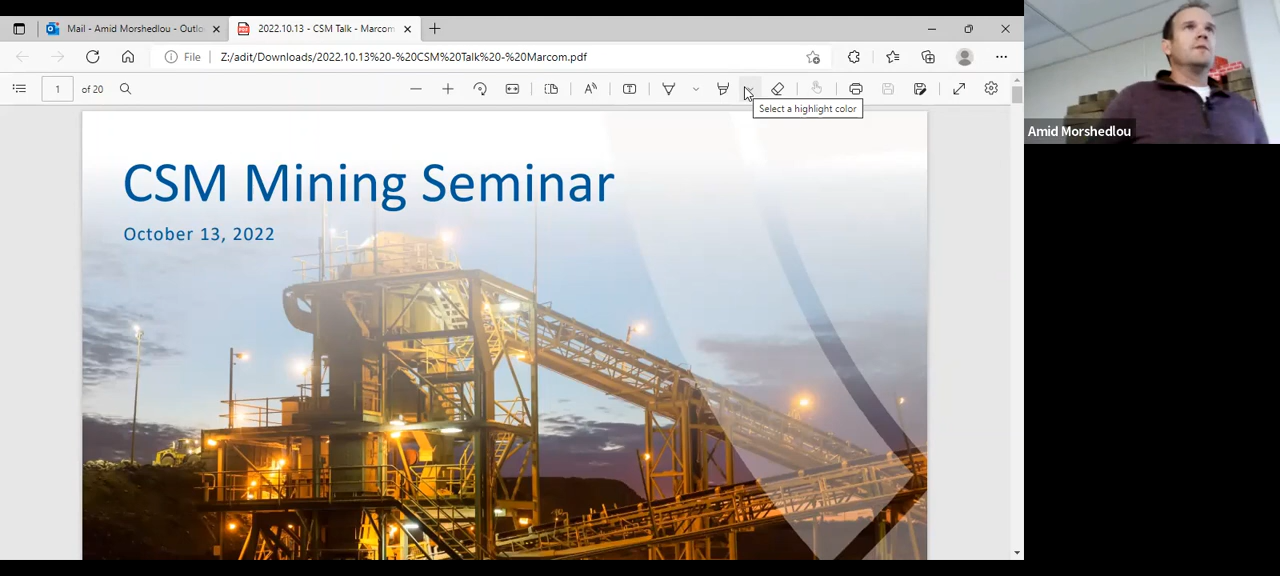 Mail - Amid Morshedlou - Outlo
2022.10.13 - CSM Talk - Marcom
File
Z:/adit/Downloads/2022.10.13%20-%20CSM%20Talk%20-%20Marcom.pdf
1 of 20
Select a highlight color
Amid Morshedlou
CSM Mining Seminar
October 13, 2022